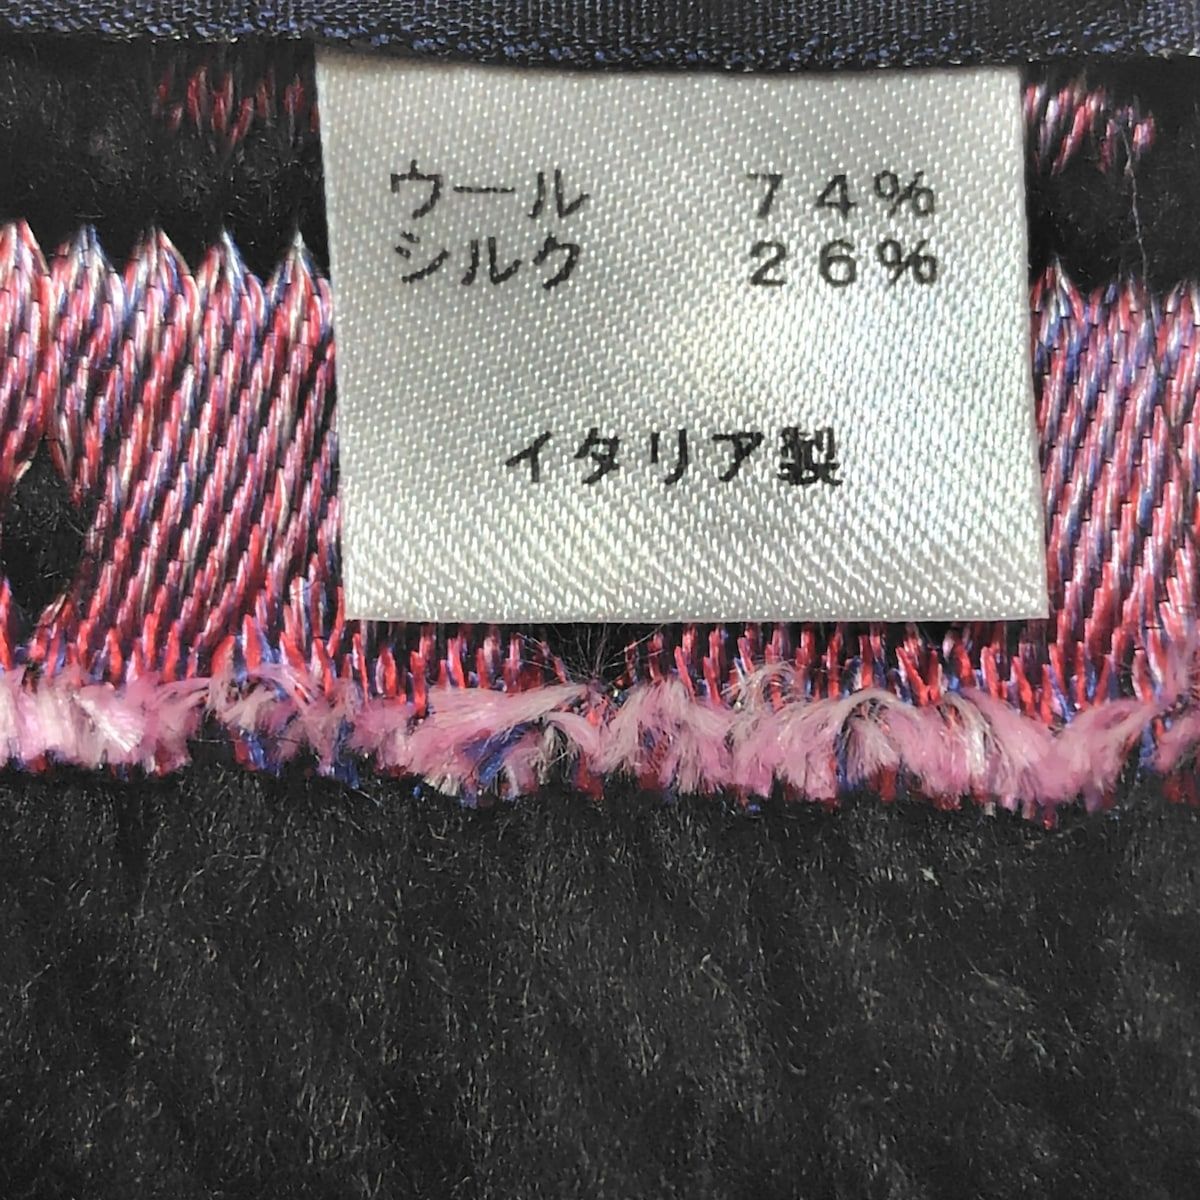 ウール 74%
シルク 26%
イタリア製